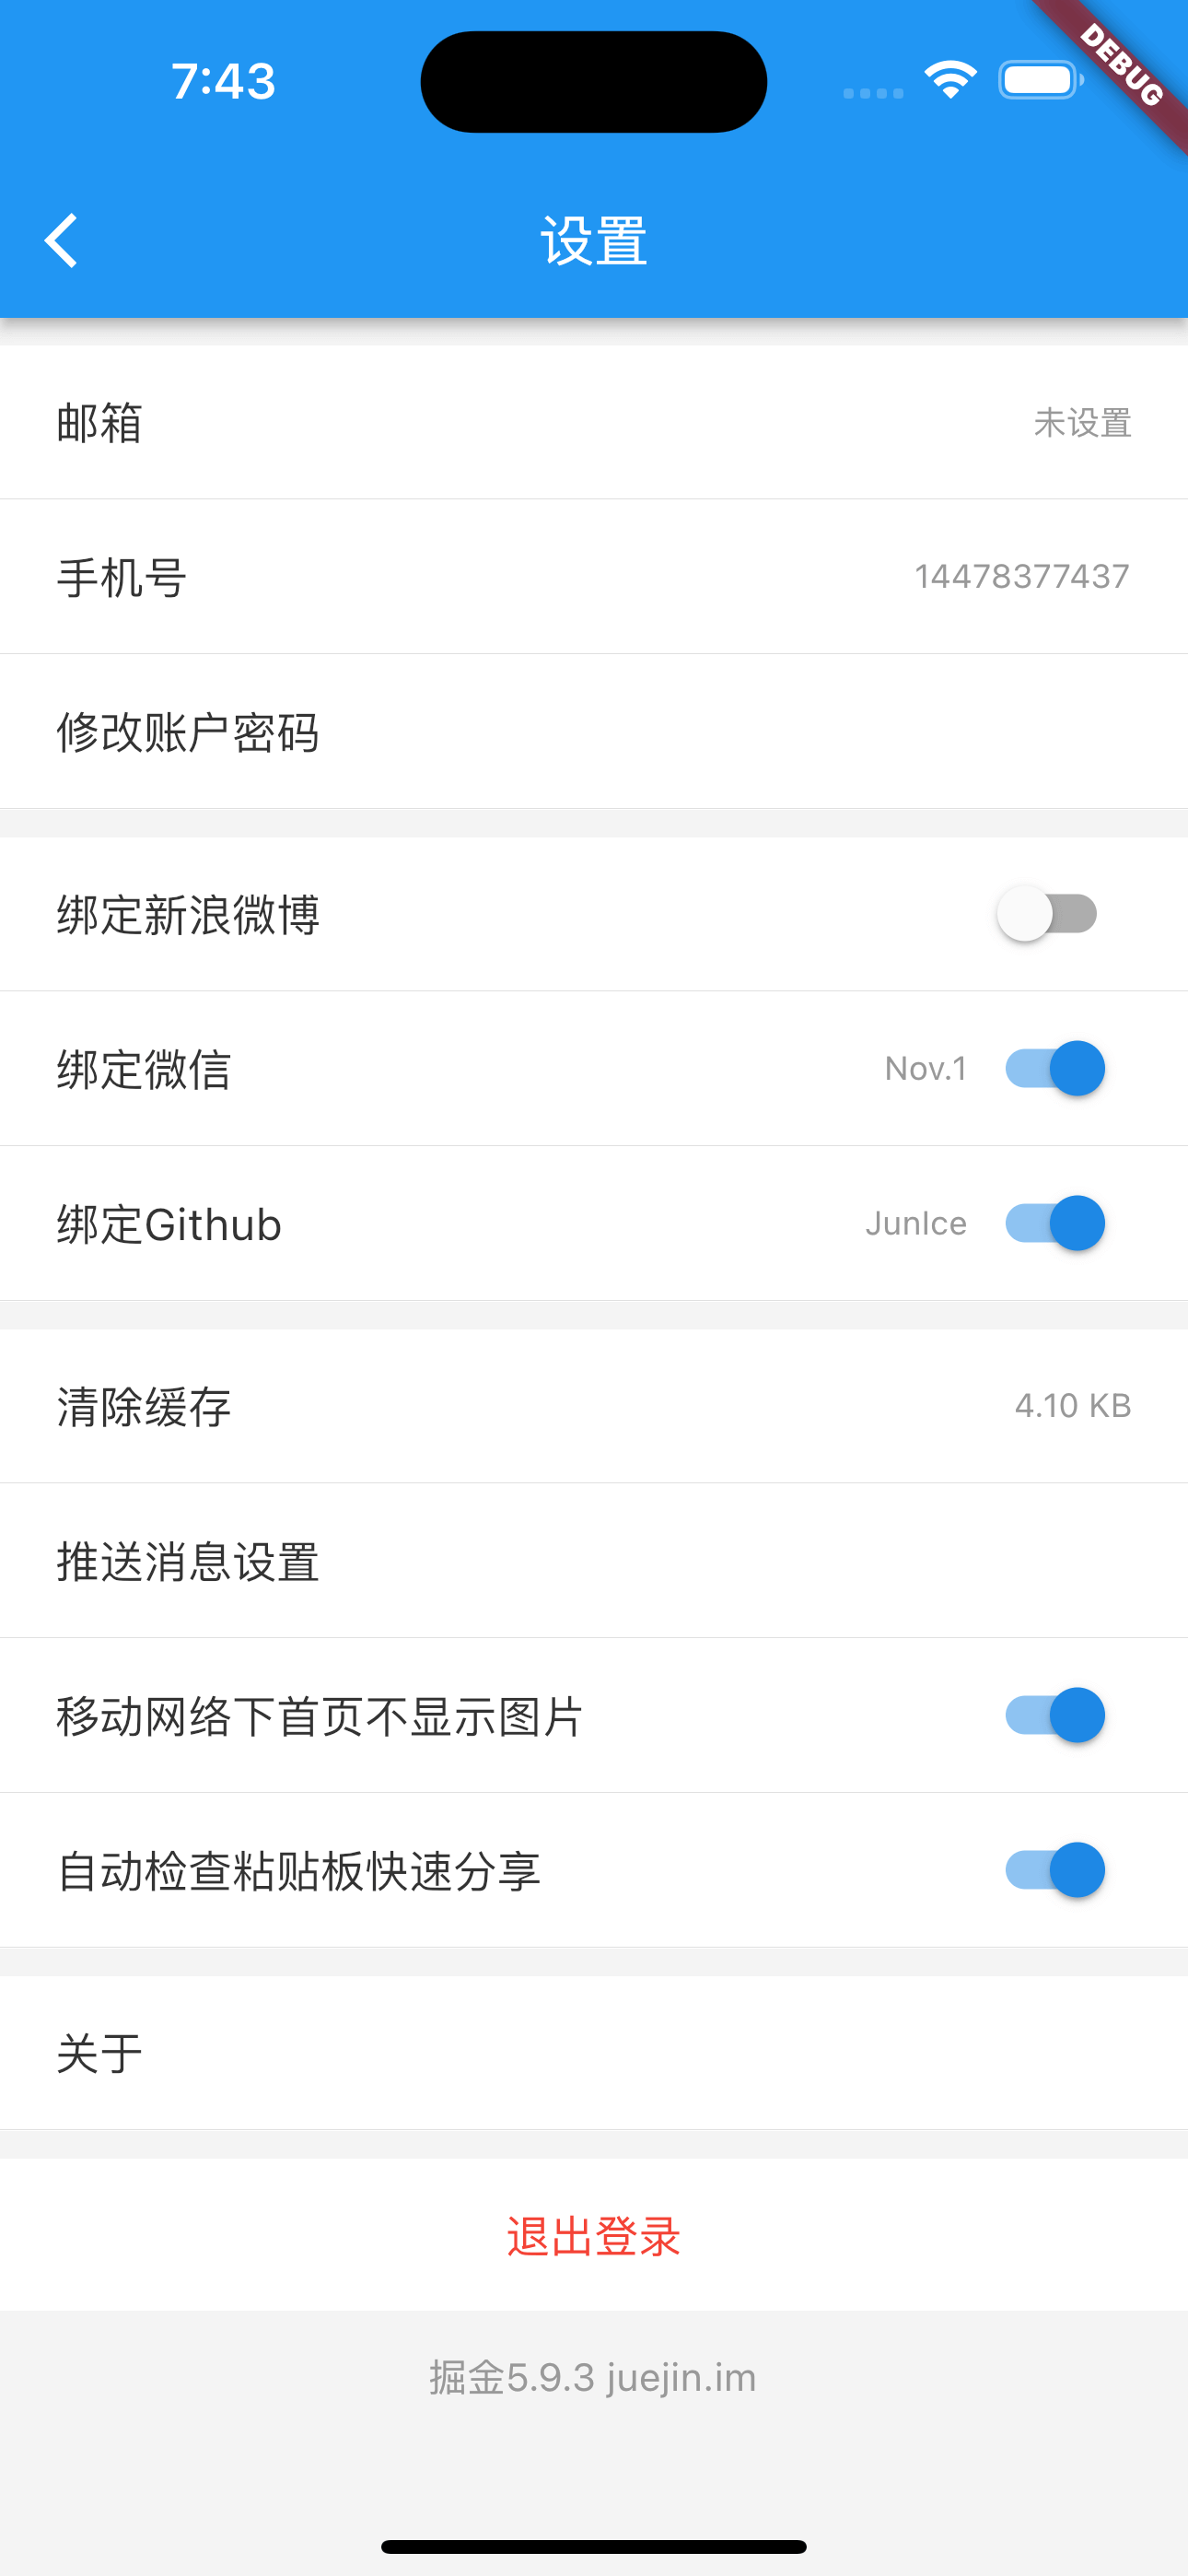 7:43
DEBUG
设置
邮箱 未设置
手机号 14478377437
修改账户密码
绑定新浪微博
绑定微信 Nov.1
绑定Github JunIce
清除缓存 4.10 KB
推送消息设置
移动网络下首页不显示图片
自动检查粘贴板快速分享
关于
退出登录
掘金5.9.3 juejin.im